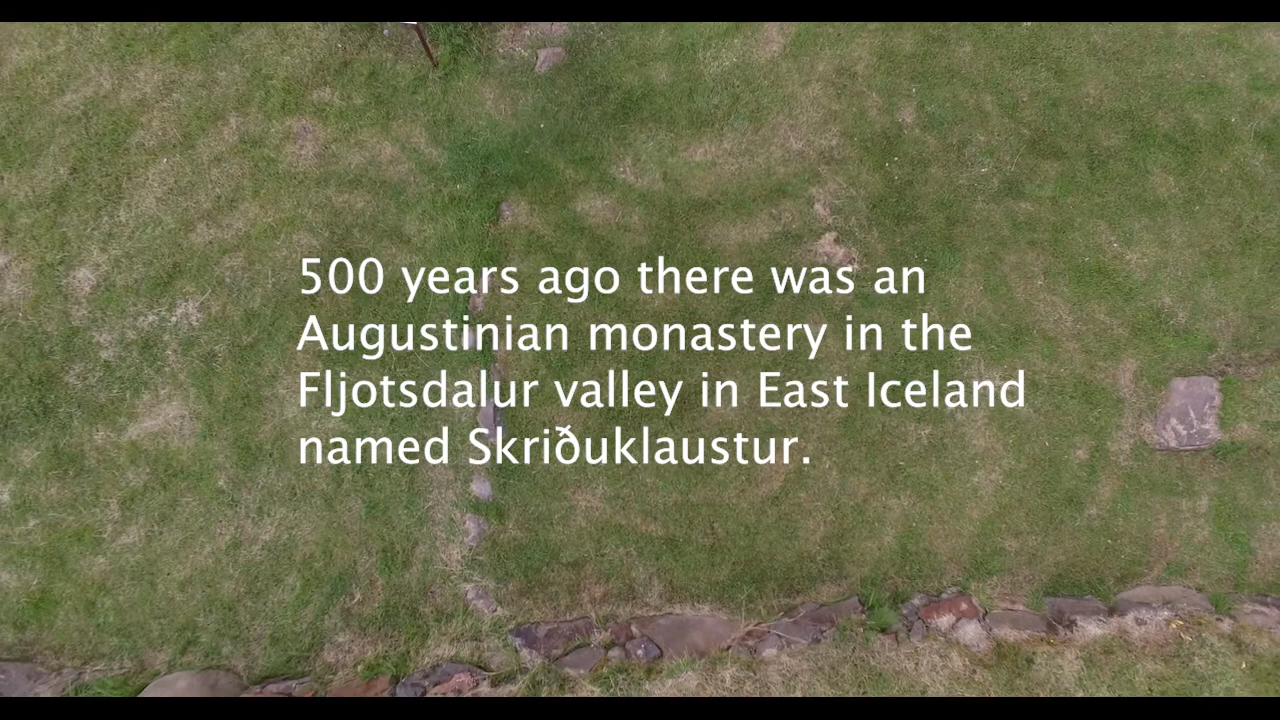 500 years ago there was an
Augustinian monastery in the
Fljotsdalur valley in East Iceland
named Skriðuklaustur.